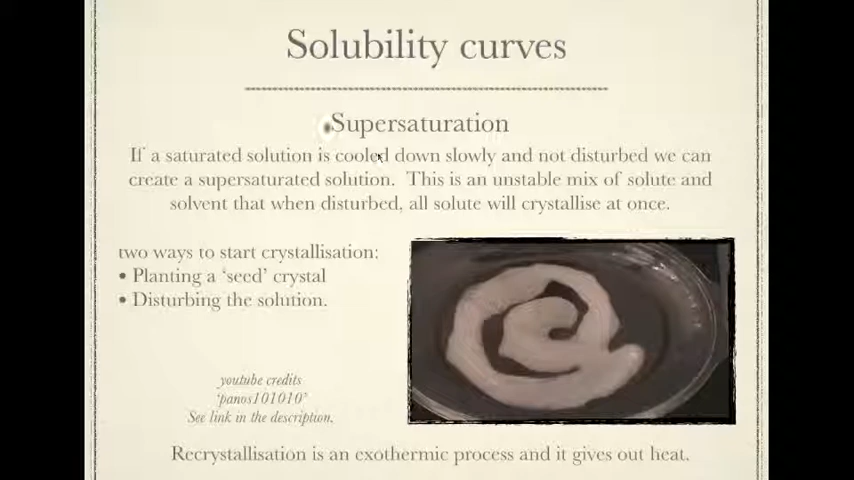 Solubility curves
Supersaturation
If a saturated solution is cooled down slowly and not disturbed we can
create a supersaturated solution. This is an unstable mix of solute and
solvent that when disturbed, all solute will crystallise at once.
two ways to start crystallisation:
• Planting a ‘seed’ crystal
• Disturbing the solution.
youtube credits
‘panos101010’
See link in the description.
Recrystallisation is an exothermic process and it gives out heat.